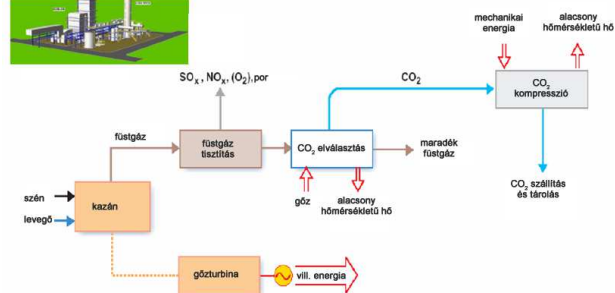 mechanikai
energia
alacsony
hőmérsékletű hő
SOₓ, NOₓ, (O₂), por
CO₂
CO₂
kompresszió
füstgáz
füstgáz
tisztítás
CO₂ elválasztás
maradék
füstgáz
szén
levegő
kazán
gőz
alacsony
hőmérsékletű hő
CO₂ szállítás
és tárolás
gőzturbina
vill. energia